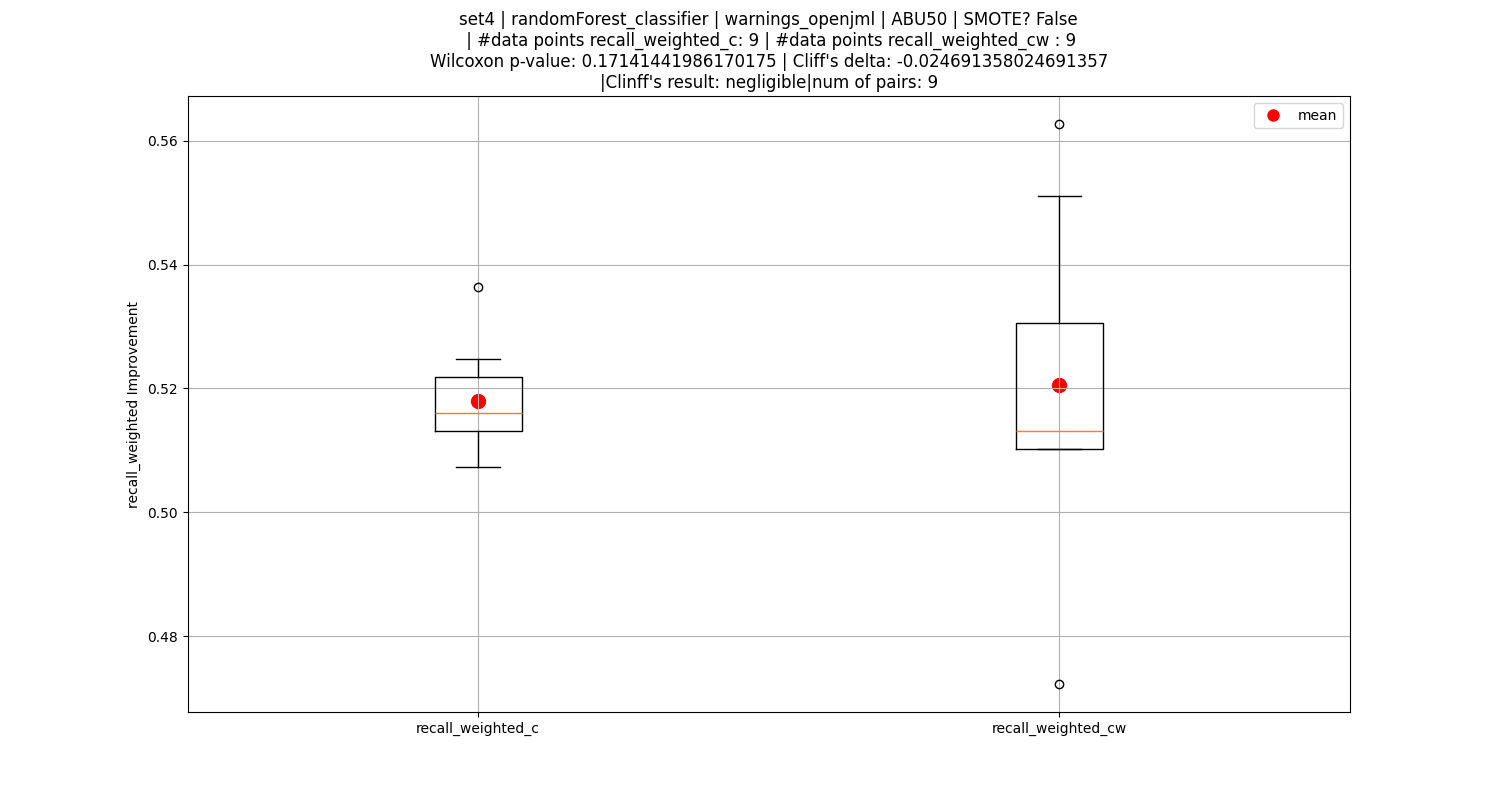 set4 | randomForest_classifier | warnings_openjml | ABU50 | SMOTE? False
| #data points recall_weighted_c: 9 | #data points recall_weighted_cw : 9
Wilcoxon p-value: 0.17141441986170175 | Cliff's delta: -0.024691358024691357
|Clinff's result: negligible|num of pairs: 9
mean
0.56
0.54
0.52
0.50
0.48
recall_weighted Improvement
recall_weighted_c
recall_weighted_cw